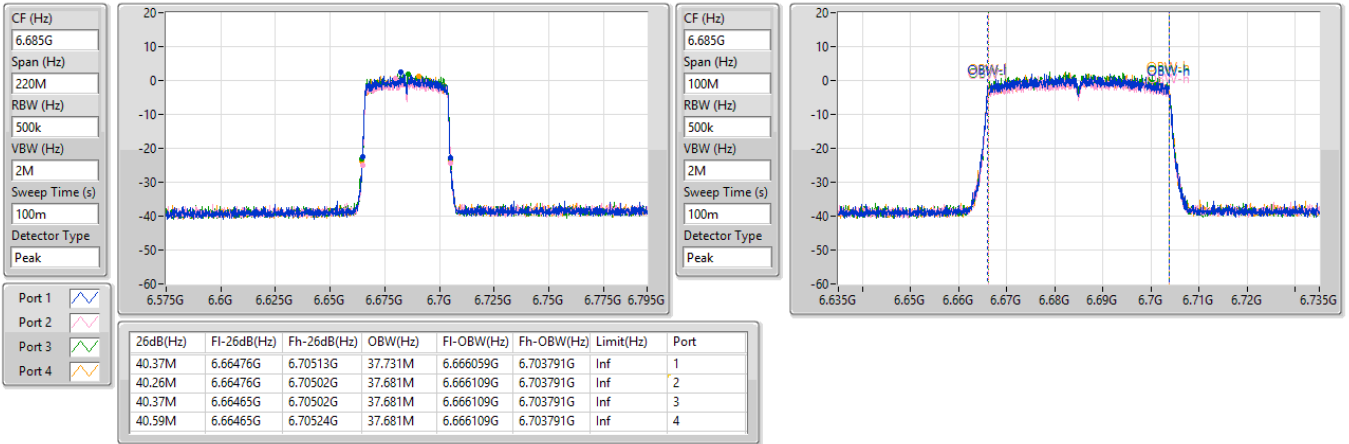 CF (Hz)
6.685G
Span (Hz)
220M
RBW (Hz)
500k
VBW (Hz)
2M
Sweep Time (s)
100m
Detector Type
Peak
Port 1
Port 2
Port 3
Port 4
20
10
0
-10
-20
-30
-40
-50
-60
6.575G 6.6G 6.625G 6.65G 6.675G 6.7G 6.725G 6.75G 6.775G 6.795G
CF (Hz)
6.685G
Span (Hz)
100M
RBW (Hz)
500k
VBW (Hz)
2M
Sweep Time (s)
100m
Detector Type
Peak
20
10
0
-10
-20
-30
-40
-50
-60
OBW-l OBW-h
6.635G 6.65G 6.66G 6.67G 6.68G 6.69G 6.7G 6.71G 6.72G 6.735G
26dB(Hz) Fl-26dB(Hz) Fh-26dB(Hz) OBW(Hz) Fl-OBW(Hz) Fh-OBW(Hz) Limit(Hz) Port
40.37M 6.66476G 6.70513G 37.731M 6.666059G 6.703791G Inf 1
40.26M 6.66476G 6.70502G 37.681M 6.666109G 6.703791G Inf 2
40.37M 6.66465G 6.70502G 37.681M 6.666109G 6.703791G Inf 3
40.59M 6.66465G 6.70524G 37.681M 6.666109G 6.703791G Inf 4